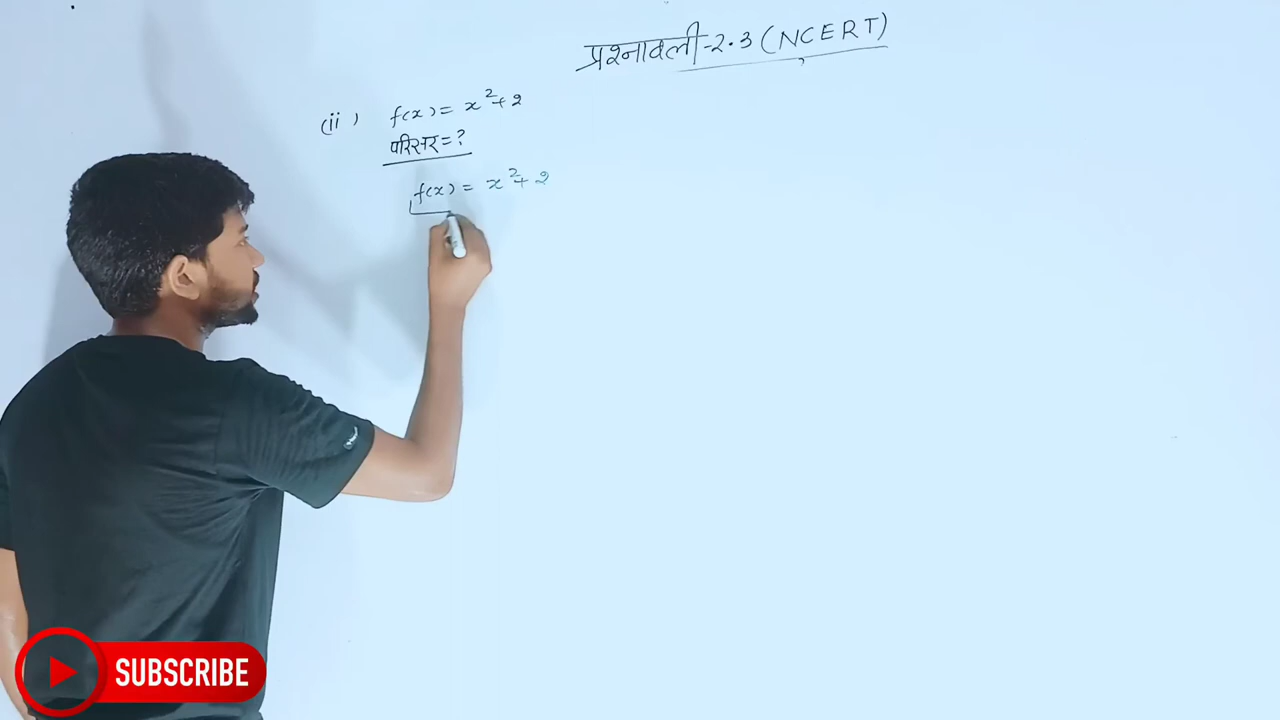 प्रश्नावली-2.3 (NCERT)
(ii) f(x) = x²+2
परिसर = ?
f(x) = x²+2
SUBSCRIBE